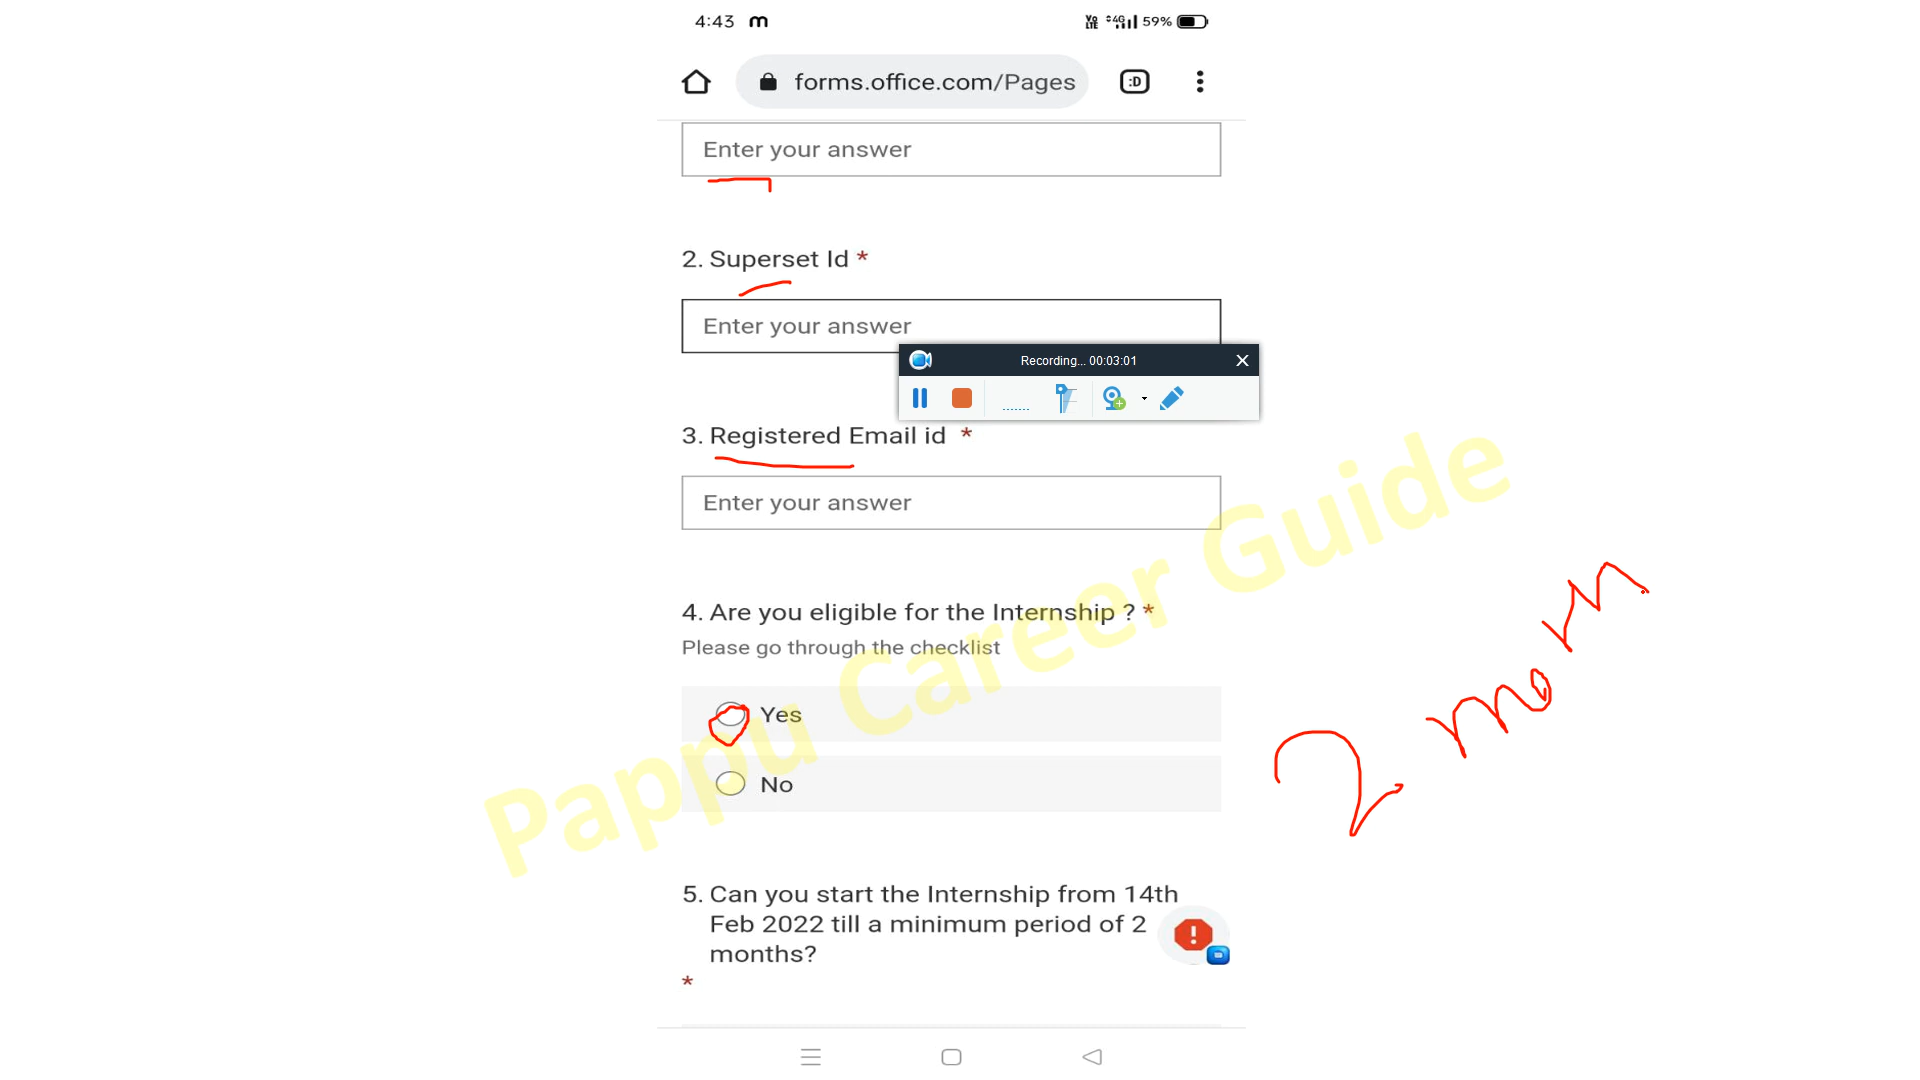 4:43 m VoLTE 4G 59%
forms.office.com/Pages :D
Enter your answer
2. Superset Id *
Enter your answer
Recording... 00:03:01
3. Registered Email id *
Enter your answer
4. Are you eligible for the Internship ? *
Please go through the checklist
Yes
No
Pappu Career Guide
2 mon
5. Can you start the Internship from 14th
Feb 2022 till a minimum period of 2
months?
*